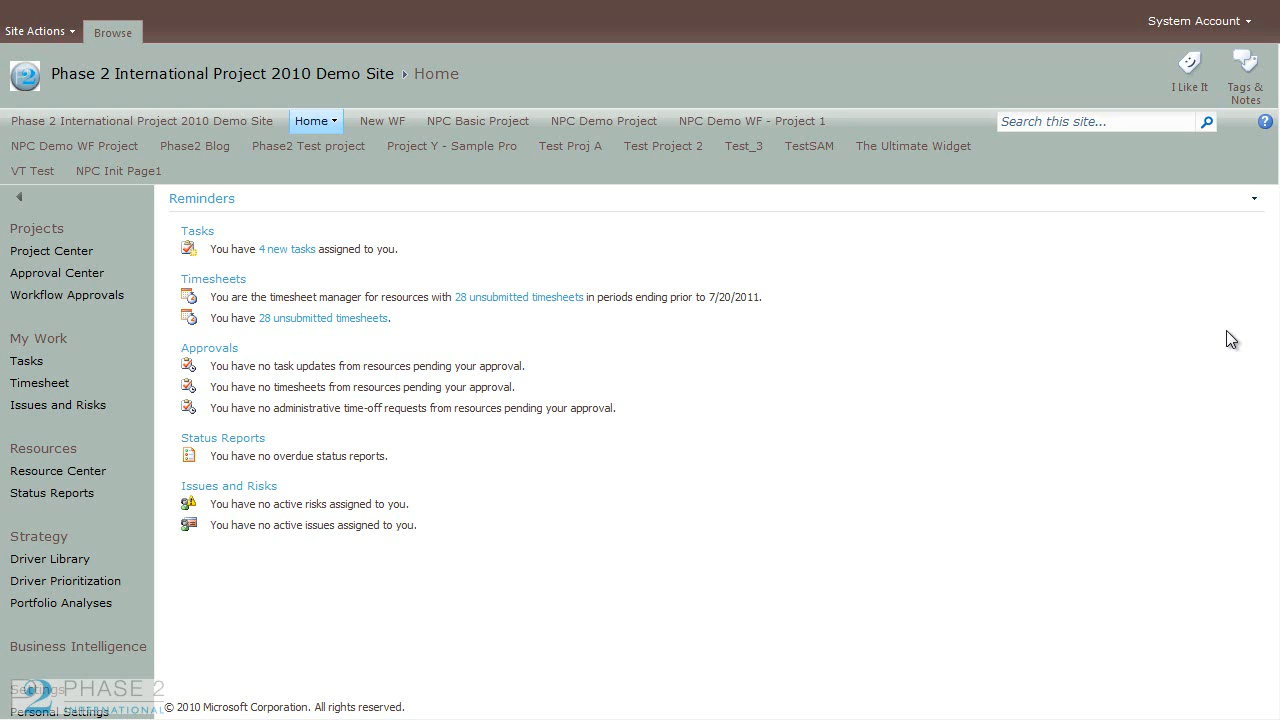 System Account
Site Actions
Browse
Phase 2 International Project 2010 Demo Site Home
I Like It
Tags &
Notes
Phase 2 International Project 2010 Demo Site Home New WF NPC Basic Project NPC Demo Project NPC Demo WF - Project 1
Search this site...
NPC Demo WF Project Phase2 Blog Phase2 Test project Project Y - Sample Pro Test Proj A Test Project 2 Test_3 TestSAM The Ultimate Widget
VT Test NPC Init Page1
Projects
Project Center
Approval Center
Workflow Approvals
My Work
Tasks
Timesheet
Issues and Risks
Resources
Resource Center
Status Reports
Strategy
Driver Library
Driver Prioritization
Portfolio Analyses
Business Intelligence
Settings
Personal Settings
PHASE 2
INTERNATIONAL
Reminders
Tasks
You have 4 new tasks assigned to you.
Timesheets
You are the timesheet manager for resources with 28 unsubmitted timesheets in periods ending prior to 7/20/2011.
You have 28 unsubmitted timesheets.
Approvals
You have no task updates from resources pending your approval.
You have no timesheets from resources pending your approval.
You have no administrative time-off requests from resources pending your approval.
Status Reports
You have no overdue status reports.
Issues and Risks
You have no active risks assigned to you.
You have no active issues assigned to you.
© 2010 Microsoft Corporation. All rights reserved.